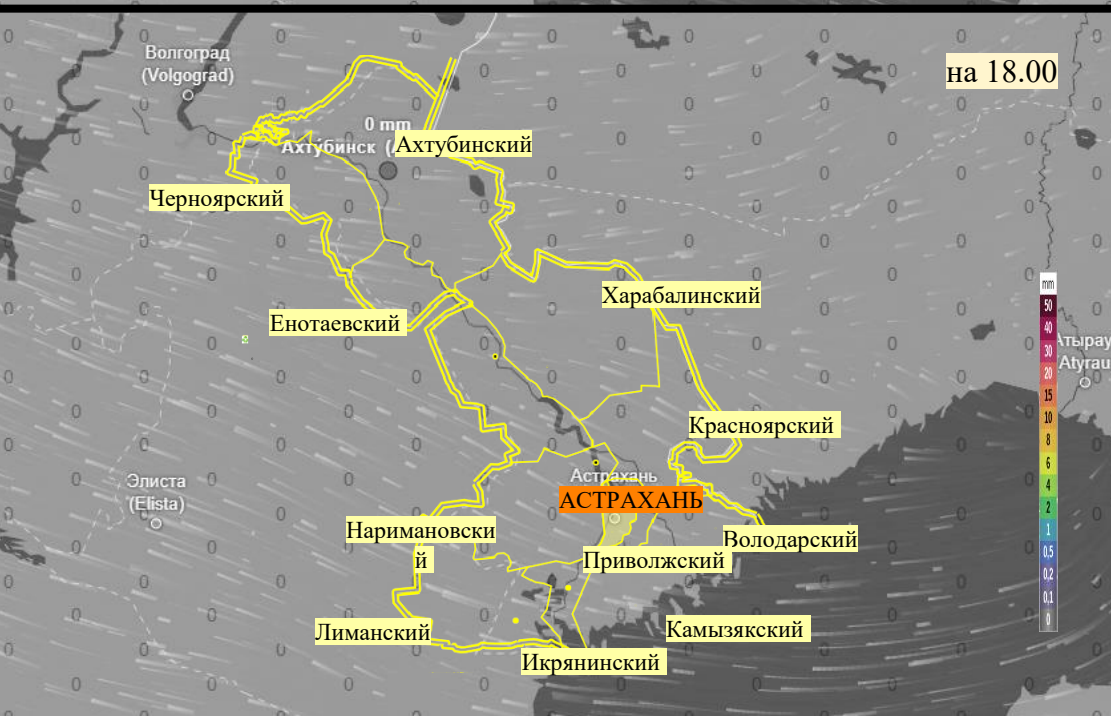 Волгоград
(Volgograd)
на 18.00
0 mm
Ахтубинск (А
Ахтубинский
Черноярский
Харабалинский
Енотаевский
mm
50
40
30
20
15
10
8
6
4
2
1
0,5
0,2
0,1
0
Атырау
Atyrau
Красноярский
Элиста
(Elista)
Астрахань
АСТРАХАНЬ
Наримановски
й
Володарский
Приволжский
Лиманский
Камызякский
Икрянинский